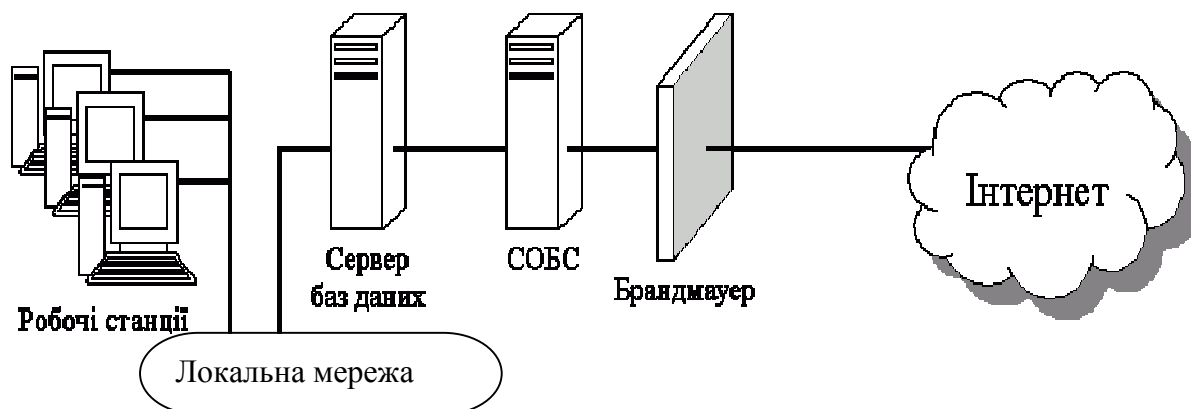 Робочі станції
Сервер
баз даних
СОБС
Брандмауер
Інтернет
Локальна мережа